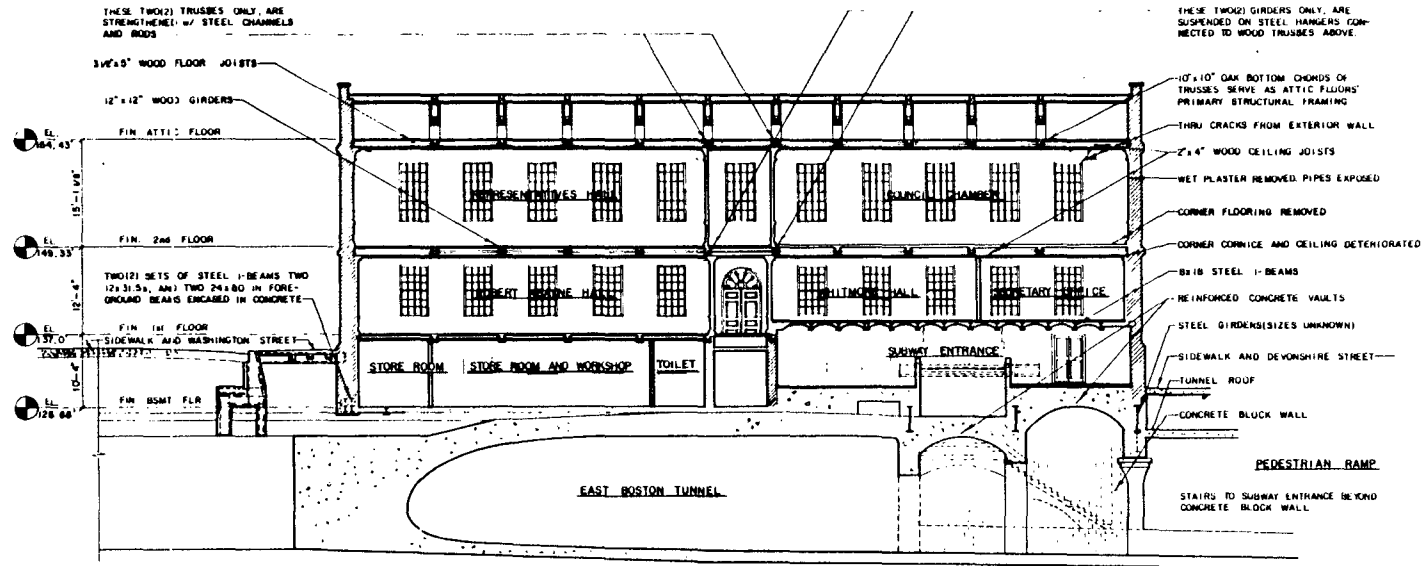 THESE TWO(2) TRUSSES ONLY, ARE
STRENGTHENED w/ STEEL CHANNELS
AND RODS
THESE TWO(2) GIRDERS ONLY, ARE
SUSPENDED ON STEEL HANGERS CON-
NECTED TO WOOD TRUSSES ABOVE.
WOOD FLOOR JOISTS
12"x12" WOOD GIRDERS
10"x10" OAK BOTTOM CHORDS OF
TRUSSES SERVE AS ATTIC FLOORS'
PRIMARY STRUCTURAL FRAMING
EL. 164.43'
FIN ATTIC FLOOR
THRU CRACKS FROM EXTERIOR WALL
2"x4" WOOD CEILING JOISTS
WET PLASTER REMOVED. PIPES EXPOSED
REPRESENTATIVES HALL
COUNCIL CHAMBER
15'-1 1/8"
CORNER FLOORING REMOVED
EL. 149.33'
FIN. 2nd FLOOR
CORNER CORNICE AND CEILING DETERIORATED
TWO(2) SETS OF STEEL I-BEAMS TWO
12x31.5s, AND TWO 24x80 IN FORE-
GROUND BEAMS ENCASED IN CONCRETE
8x18 STEEL I-BEAMS
12'-4"
ROBERT KEAYNE HALL
WHITMORE HALL
SECRETARY OFFICE
REINFORCED CONCRETE VAULTS
EL. 137.0'
FIN 1st FLOOR
SIDEWALK AND WASHINGTON STREET
STEEL GIRDERS(SIZES UNKNOWN)
SUBWAY ENTRANCE
SIDEWALK AND DEVONSHIRE STREET
10'-4"
STORE ROOM
STORE ROOM AND WORKSHOP
TOILET
TUNNEL ROOF
EL. 126.66'
FIN BSMT FLR
CONCRETE BLOCK WALL
PEDESTRIAN RAMP
EAST BOSTON TUNNEL
STAIRS TO SUBWAY ENTRANCE BEYOND
CONCRETE BLOCK WALL